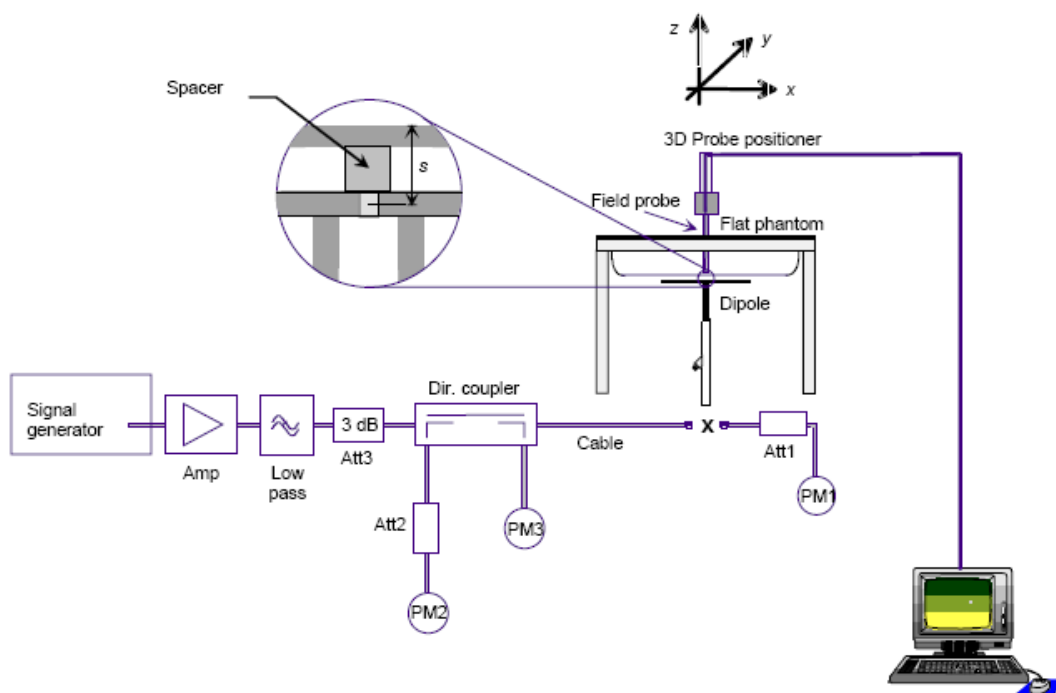 z
y
x
Spacer
s
3D Probe positioner
Field probe
Flat phantom
Dipole
Signal
generator
Amp
Low
pass
3 dB
Att3
Dir. coupler
Cable
X
Att1
PM1
Att2
PM3
PM2